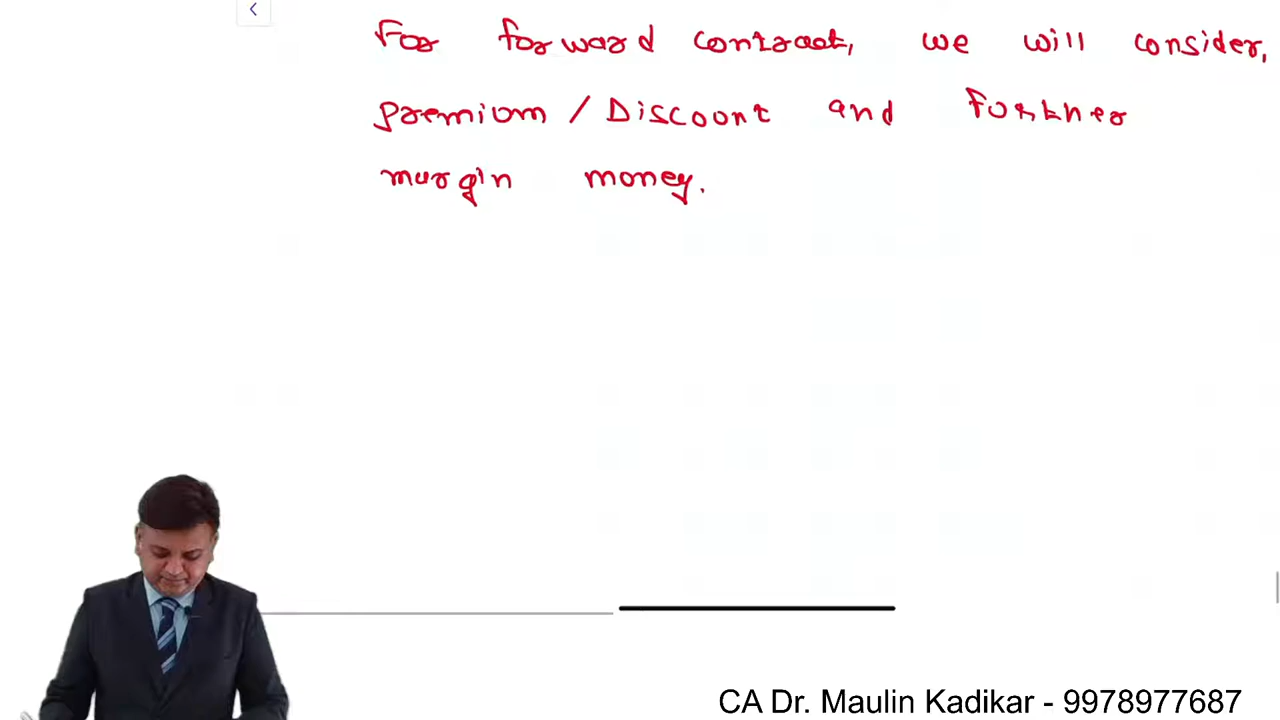 For forward contract, we will consider,
premium / Discount and further
margin money.
CA Dr. Maulin Kadikar - 9978977687